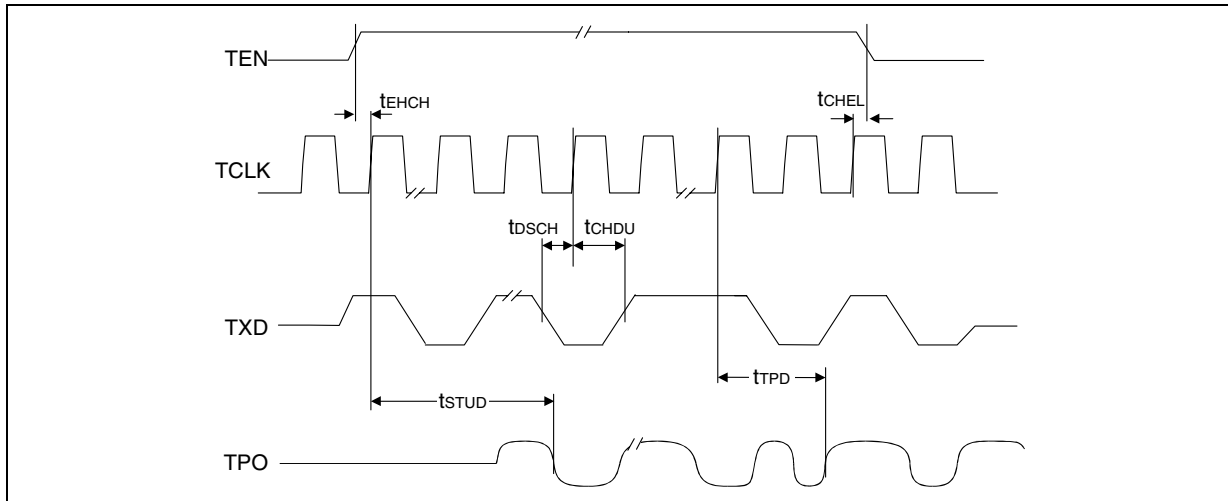 TEN
tEHCH
tCHEL
TCLK
tDSCH
tCHDU
TXD
tTPD
tSTUD
TPO